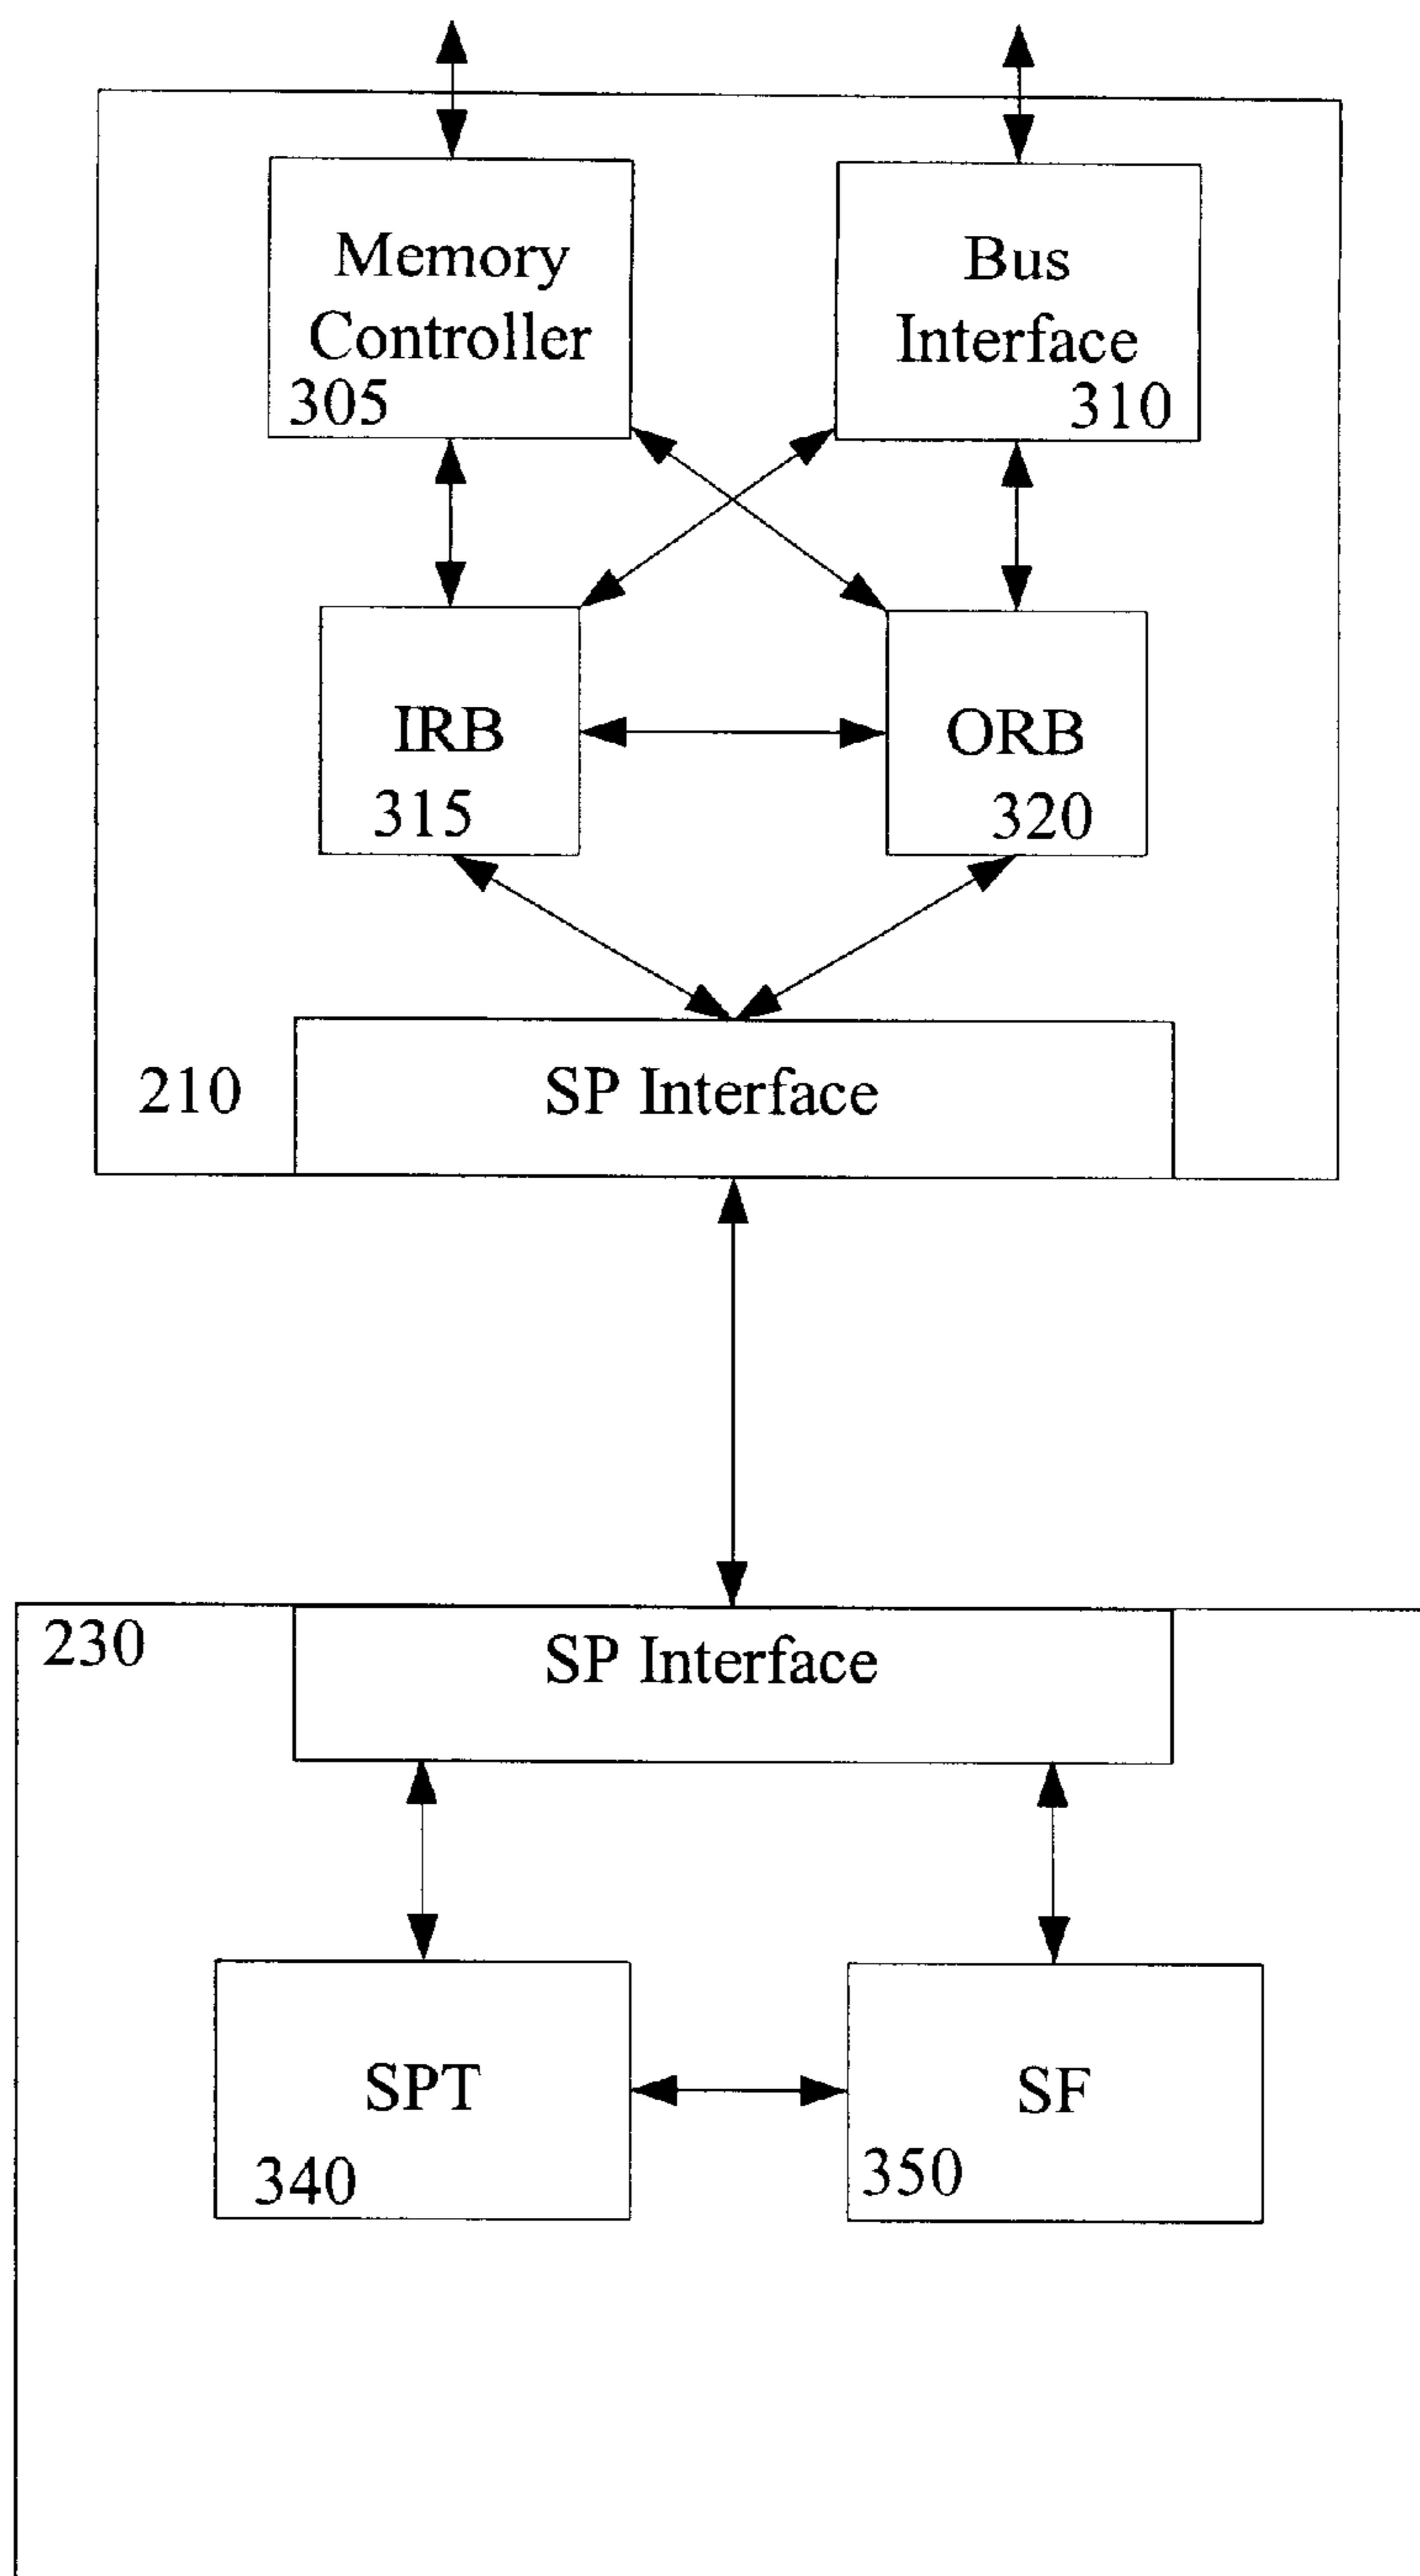 Memory
Controller
305
Bus
Interface
310
IRB
315
ORB
320
210
SP Interface
230
SP Interface
SPT
340
SF
350